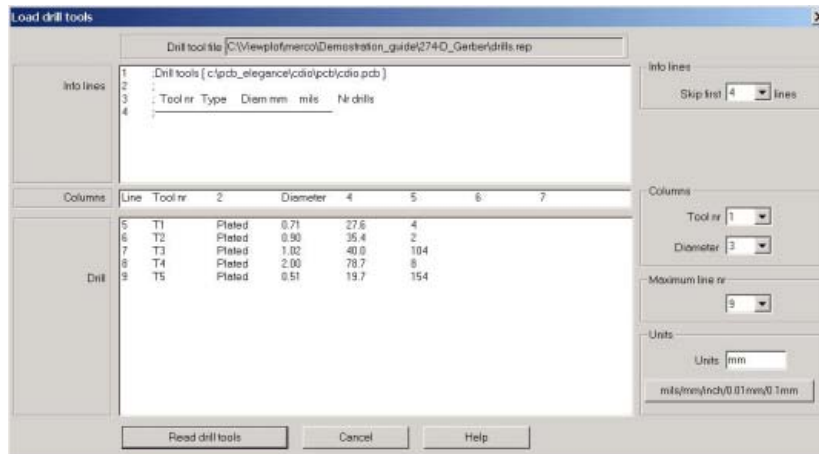 Load drill tools
Drill tool file C:\Viewplot\merco\Demostration_guide\274-D_Gerber\drills.rep
Info lines
1 ;Drill tools [ c:\pcb_elegance\cdio\pcb\cdio.pcb ]
2 ;
3 ; Tool nr Type Diam mm mils Nr drills
4 ;
Info lines
Skip first 4 lines
Columns
Line Tool nr 2 Diameter 4 5 6 7
Columns
Tool nr 1
Diameter 3
Drill
5 T1 Plated 0.71 27.6 4
6 T2 Plated 0.90 35.4 2
7 T3 Plated 1.02 40.0 104
8 T4 Plated 2.00 78.7 8
9 T5 Plated 0.51 19.7 154
Maximum line nr
9
Units
Units mm
mils/mm/inch/0.01mm/0.1mm
Read drill tools
Cancel
Help